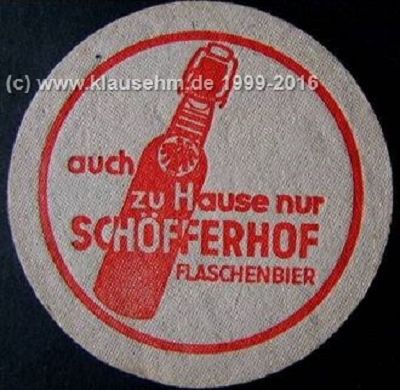 (c) www.klausehm.de 1999-2016
auch
zu Hause nur
SCHÖFFERHOF
FLASCHENBIER